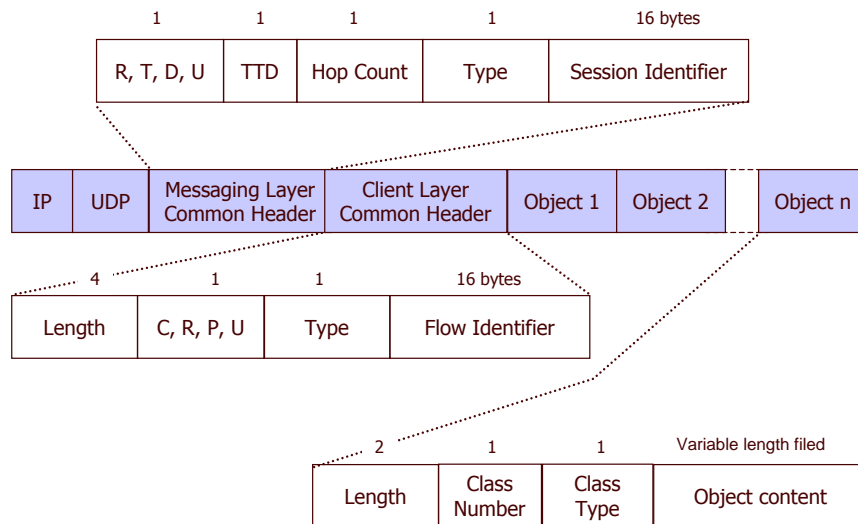 1 1 1 1 16 bytes
R, T, D, U TTD Hop Count Type Session Identifier
IP UDP Messaging Layer Common Header Client Layer Common Header Object 1 Object 2 Object n
4 1 1 16 bytes
Length C, R, P, U Type Flow Identifier
2 1 1 Variable length filed
Length Class Number Class Type Object content